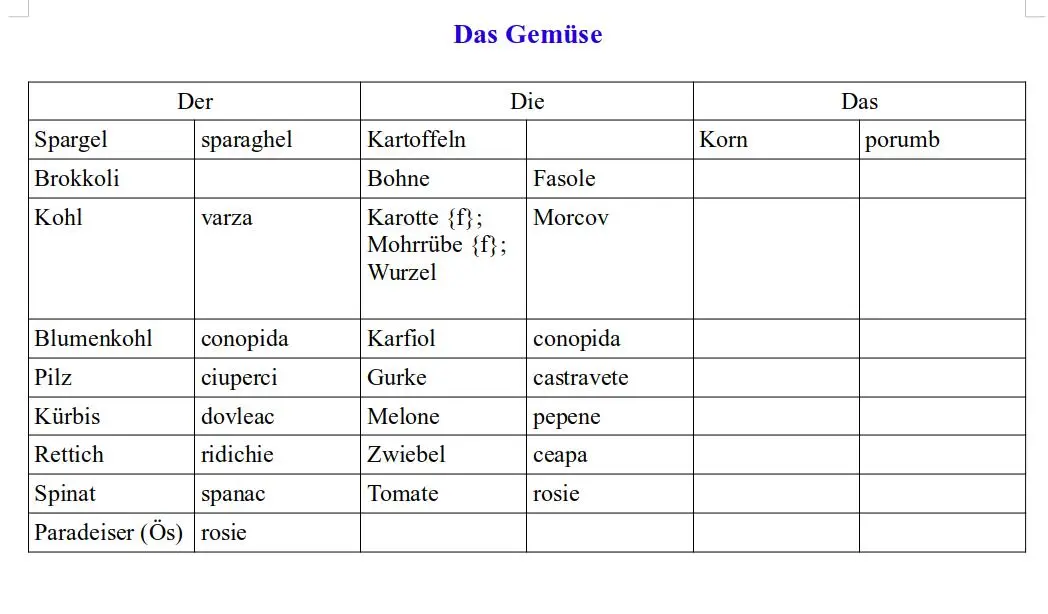 Das Gemüse
Der Die Das
Spargel sparaghel Kartoffeln Korn porumb
Brokkoli Bohne Fasole
Kohl varza Karotte {f}; Morcov
Mohrrübe {f};
Wurzel
Blumenkohl conopida Karfiol conopida
Pilz ciuperci Gurke castravete
Kürbis dovleac Melone pepene
Rettich ridichie Zwiebel ceapa
Spinat spanac Tomate rosie
Paradeiser (Ös) rosie